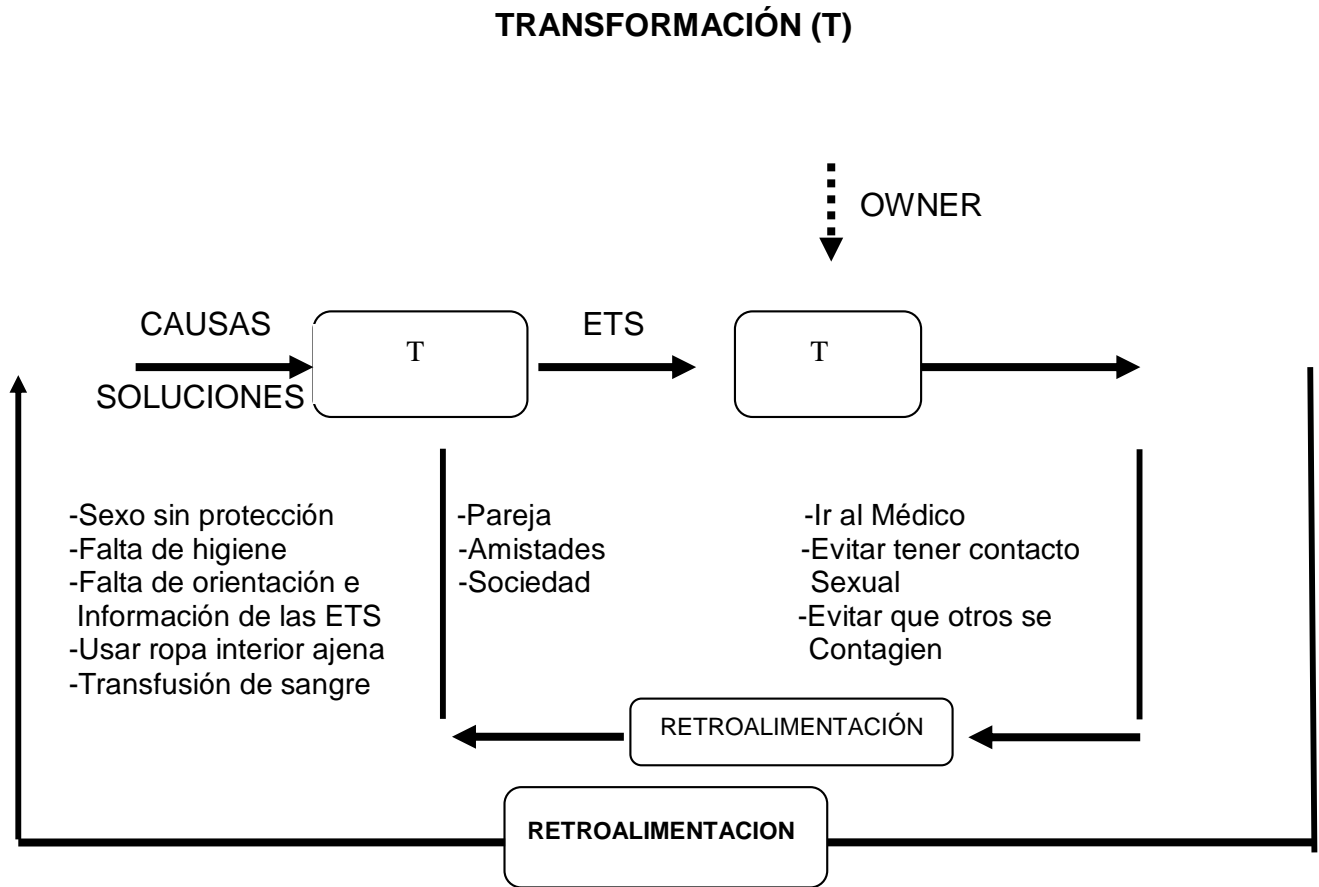 TRANSFORMACIÓN (T)
OWNER
CAUSAS
T
ETS
T
SOLUCIONES
-Sexo sin protección
-Falta de higiene
-Falta de orientación e
Información de las ETS
-Usar ropa interior ajena
-Transfusión de sangre
-Pareja
-Amistades
-Sociedad
-Ir al Médico
-Evitar tener contacto
Sexual
-Evitar que otros se
Contagien
RETROALIMENTACIÓN
RETROALIMENTACION